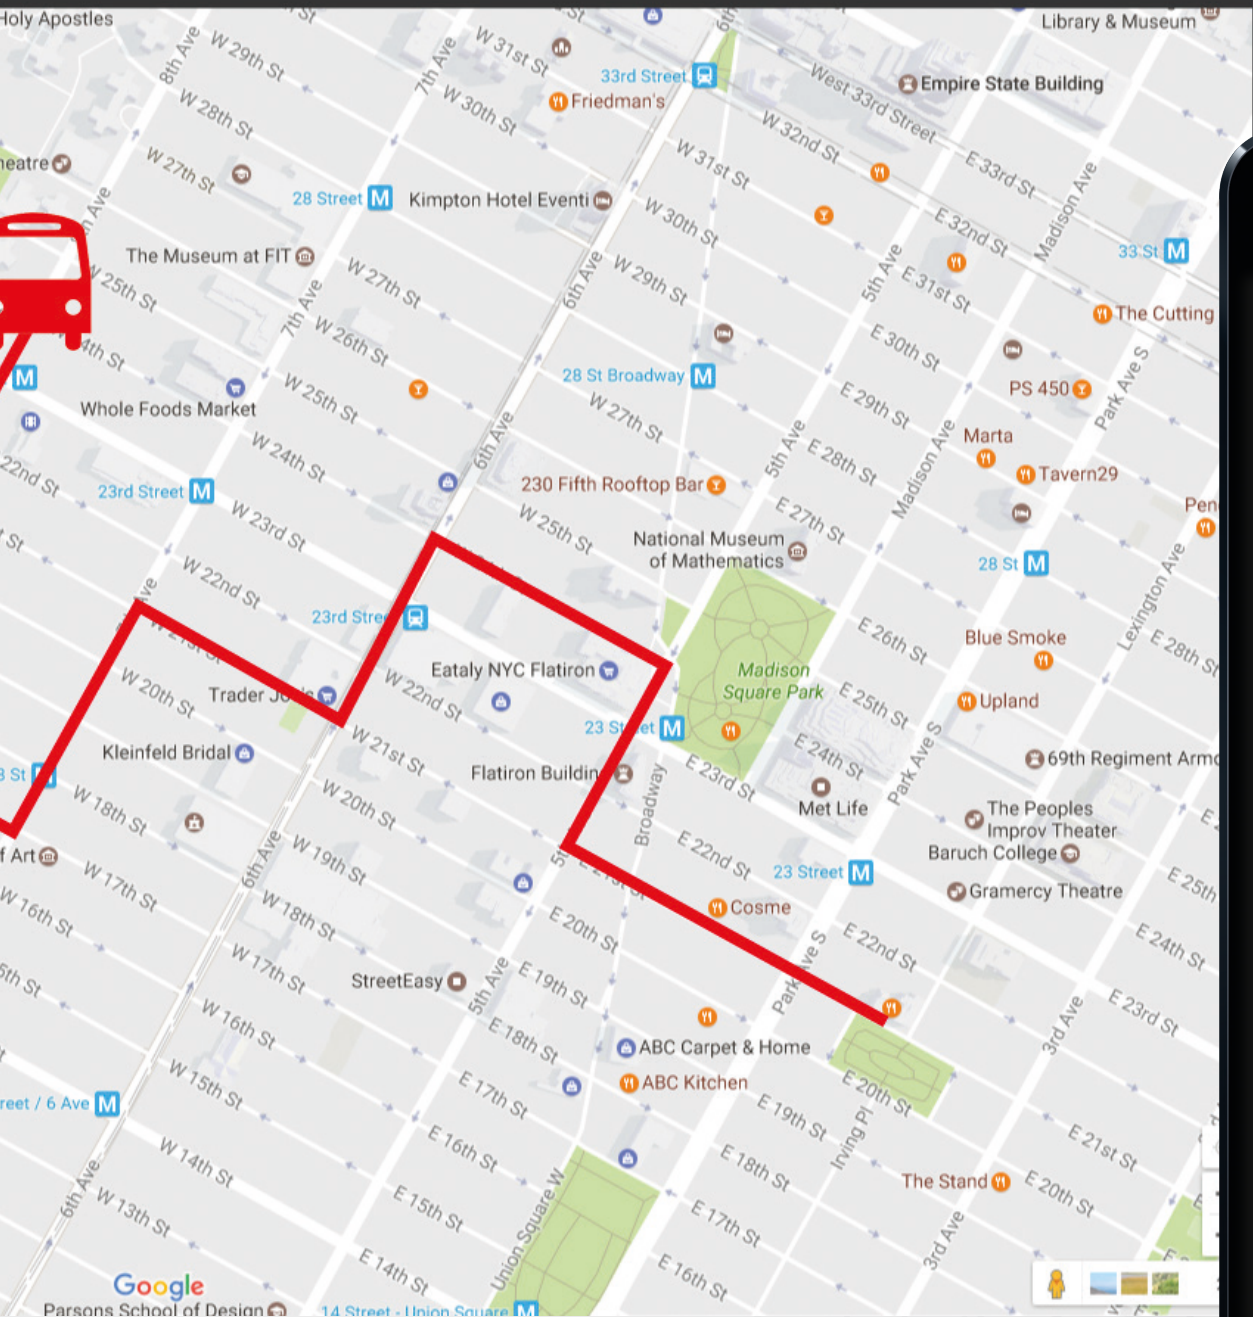 Holy Apostles
Library & Museum
8th Ave
W 29th St
7th Ave
W 31st St
6th
33rd Street
West 33rd Street
Empire State Building
W 28th St
W 30th St
Friedman's
W 32nd St
E 33rd St
W 27th St
W 31st St
Madison Ave
28 Street
Kimpton Hotel Eventi
W 30th St
E 32nd St
33 St
The Museum at FIT
W 27th St
W 29th St
5th Ave
E 31st St
The Cutting
7th Ave
6th Ave
W 26th St
E 30th St
Park Ave S
28 St Broadway
PS 450
Whole Foods Market
W 25th St
W 27th St
E 29th St
Marta
W 24th St
6th Ave
5th Ave
E 28th St
Madison Ave
Tavern29
22nd St
23rd Street
230 Fifth Rooftop Bar
W 23rd St
W 25th St
E 27th St
National Museum
of Mathematics
28 St
Lexington Ave
W 22nd St
E 26th St
Blue Smoke
E 28th St
Eataly NYC Flatiron
Madison
Square Park
W 20th St
W 22nd St
E 25th St
Upland
Kleinfeld Bridal
W 21st St
E 24th St
Park Ave S
69th Regiment Armo
E 23rd St
W 18th St
W 20th St
Broadway
Met Life
The Peoples
Improv Theater
W 19th St
E 22nd St
23 Street
Baruch College
W 17th St
6th Ave
Gramercy Theatre
E 25th
W 16th St
W 18th St
E 20th St
Cosme
E 22nd St
E 24th St
W 17th St
StreetEasy
5th Ave
E 19th St
E 23rd St
W 16th St
E 18th St
ABC Carpet & Home
3rd Ave
W 15th St
E 17th St
ABC Kitchen
E 20th St
E 19th St
Irving Pl
reet / 6 Ave
E 16th St
E 21st St
W 14th St
E 18th St
The Stand
E 20th St
6th Ave
W 13th St
E 15th St
Union Square W
E 17th St
3rd Ave
E 14th St
E 16th St
Google
Parsons School of Design
14 Street - Union Square